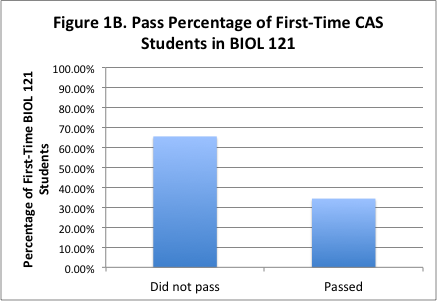 Figure 1B. Pass Percentage of First-Time CAS
Students in BIOL 121
Percentage of First-Time BIOL 121
Students
100.00%
90.00%
80.00%
70.00%
60.00%
50.00%
40.00%
30.00%
20.00%
10.00%
0.00%
Did not pass
Passed